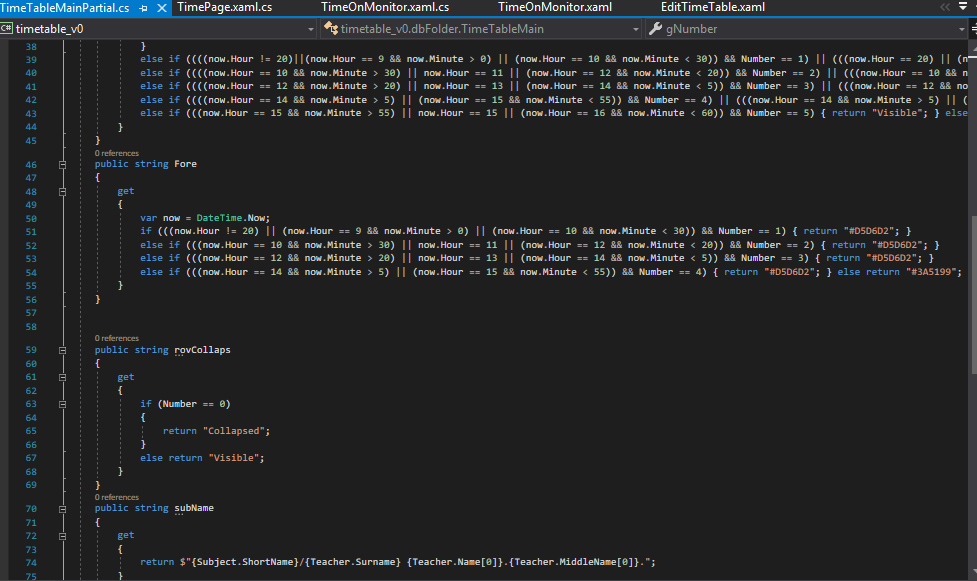 TimeTableMainPartial.cs TimePage.xaml.cs TimeOnMonitor.xaml.cs TimeOnMonitor.xaml EditTimeTable.xaml
C# timetable_v0 timetable_v0.dbFolder.TimeTableMain gNumber
38 }
39 else if ((((now.Hour != 20)||(now.Hour == 9 && now.Minute > 0) || (now.Hour == 10 && now.Minute < 30)) && Number == 1) || (((now.Hour == 20) || (n
40 else if ((((now.Hour == 10 && now.Minute > 30) || now.Hour == 11 || (now.Hour == 12 && now.Minute < 20)) && Number == 2) || (((now.Hour == 10 && n
41 else if ((((now.Hour == 12 && now.Minute > 20) || now.Hour == 13 || (now.Hour == 14 && now.Minute < 5)) && Number == 3) || (((now.Hour == 12 && no
42 else if ((((now.Hour == 14 && now.Minute > 5) || (now.Hour == 15 && now.Minute < 55)) && Number == 4) || (((now.Hour == 14 && now.Minute > 5) || (
43 else if (((now.Hour == 15 && now.Minute > 55) || now.Hour == 15 || (now.Hour == 16 && now.Minute < 60)) && Number == 5) { return "Visible"; } else
44 }
45 }
0 references
46 public string Fore
47 {
48 get
49 {
50 var now = DateTime.Now;
51 if (((now.Hour != 20) || (now.Hour == 9 && now.Minute > 0) || (now.Hour == 10 && now.Minute < 30)) && Number == 1) { return "#D5D6D2"; }
52 else if (((now.Hour == 10 && now.Minute > 30) || now.Hour == 11 || (now.Hour == 12 && now.Minute < 20)) && Number == 2) { return "#D5D6D2"; }
53 else if (((now.Hour == 12 && now.Minute > 20) || now.Hour == 13 || (now.Hour == 14 && now.Minute < 5)) && Number == 3) { return "#D5D6D2"; }
54 else if (((now.Hour == 14 && now.Minute > 5) || (now.Hour == 15 && now.Minute < 55)) && Number == 4) { return "#D5D6D2"; } else return "#3A5199";
55 }
56 }
57
58
0 references
59 public string rovCollaps
60 {
61 get
62 {
63 if (Number == 0)
64 {
65 return "Collapsed";
66 }
67 else return "Visible";
68 }
69 }
0 references
70 public string subName
71 {
72 get
73 {
74 return $"{Subject.ShortName}/{Teacher.Surname} {Teacher.Name[0]}.{Teacher.MiddleName[0]}.";
75 }